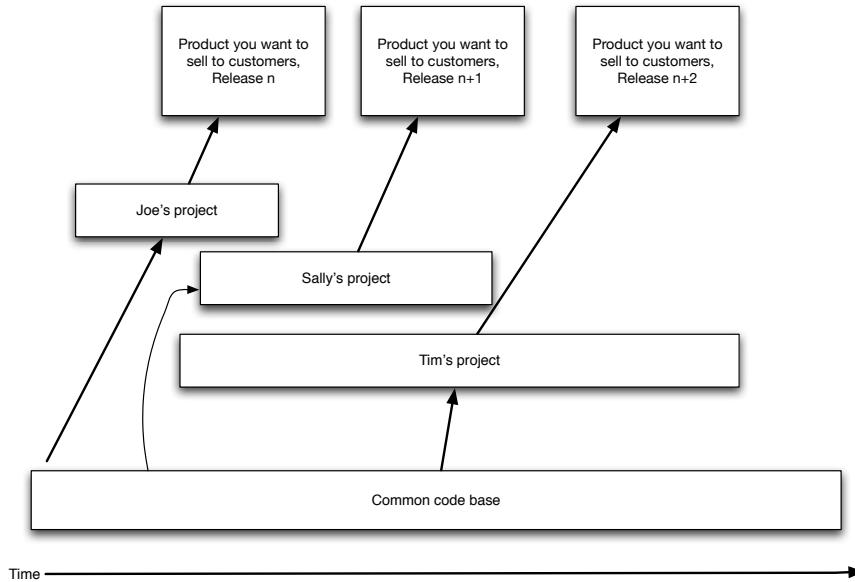 Product you want to
sell to customers,
Release n
Product you want to
sell to customers,
Release n+1
Product you want to
sell to customers,
Release n+2
Joe's project
Sally's project
Tim's project
Common code base
Time